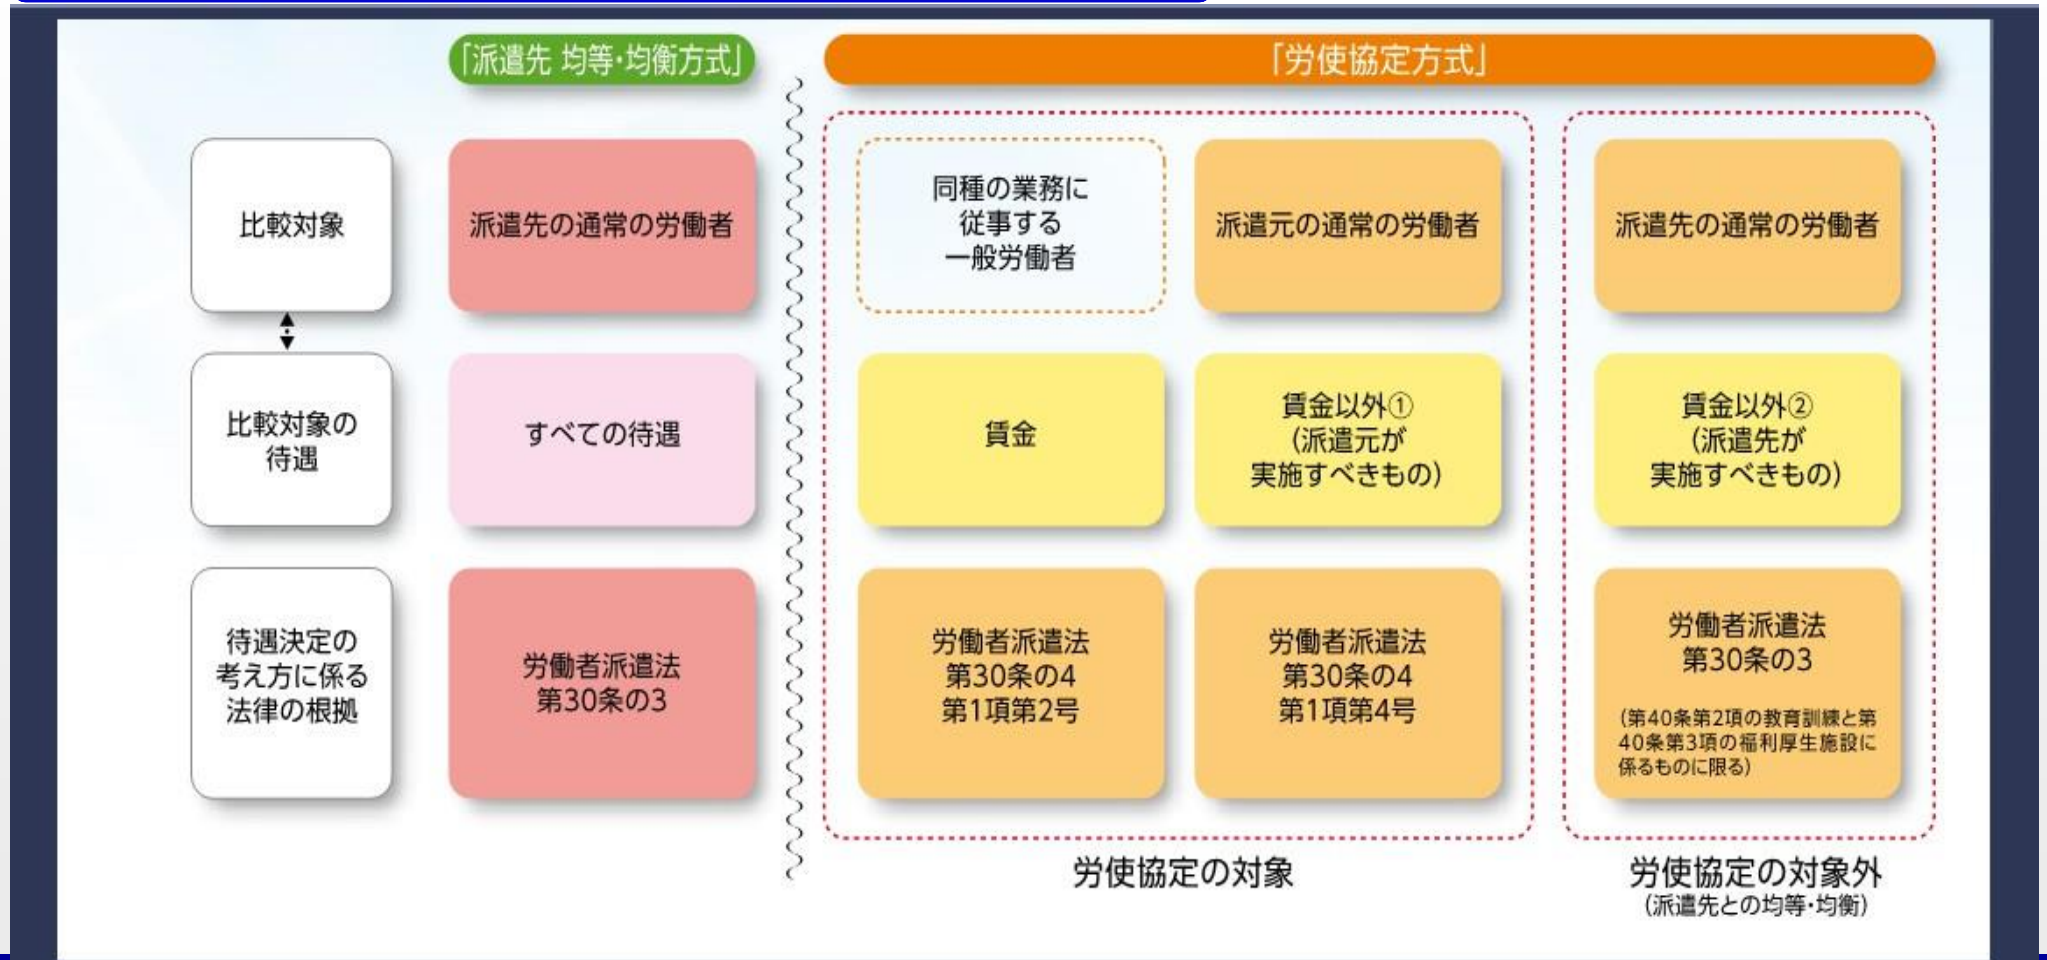 「派遣先 均等・均衡方式」
「労使協定方式」
比較対象
派遣先の通常の労働者
同種の業務に
従事する
一般労働者
派遣元の通常の労働者
派遣先の通常の労働者
比較対象の
待遇
すべての待遇
賃金
賃金以外①
(派遣元が
実施すべきもの)
賃金以外②
(派遣先が
実施すべきもの)
待遇決定の
考え方に係る
法律の根拠
労働者派遣法
第30条の3
労働者派遣法
第30条の4
第1項第2号
労働者派遣法
第30条の4
第1項第4号
労働者派遣法
第30条の3
(第40条第2項の教育訓練と第
40条第3項の福利厚生施設に
係るものに限る)
労使協定の対象
労使協定の対象外
(派遣先との均等・均衡)